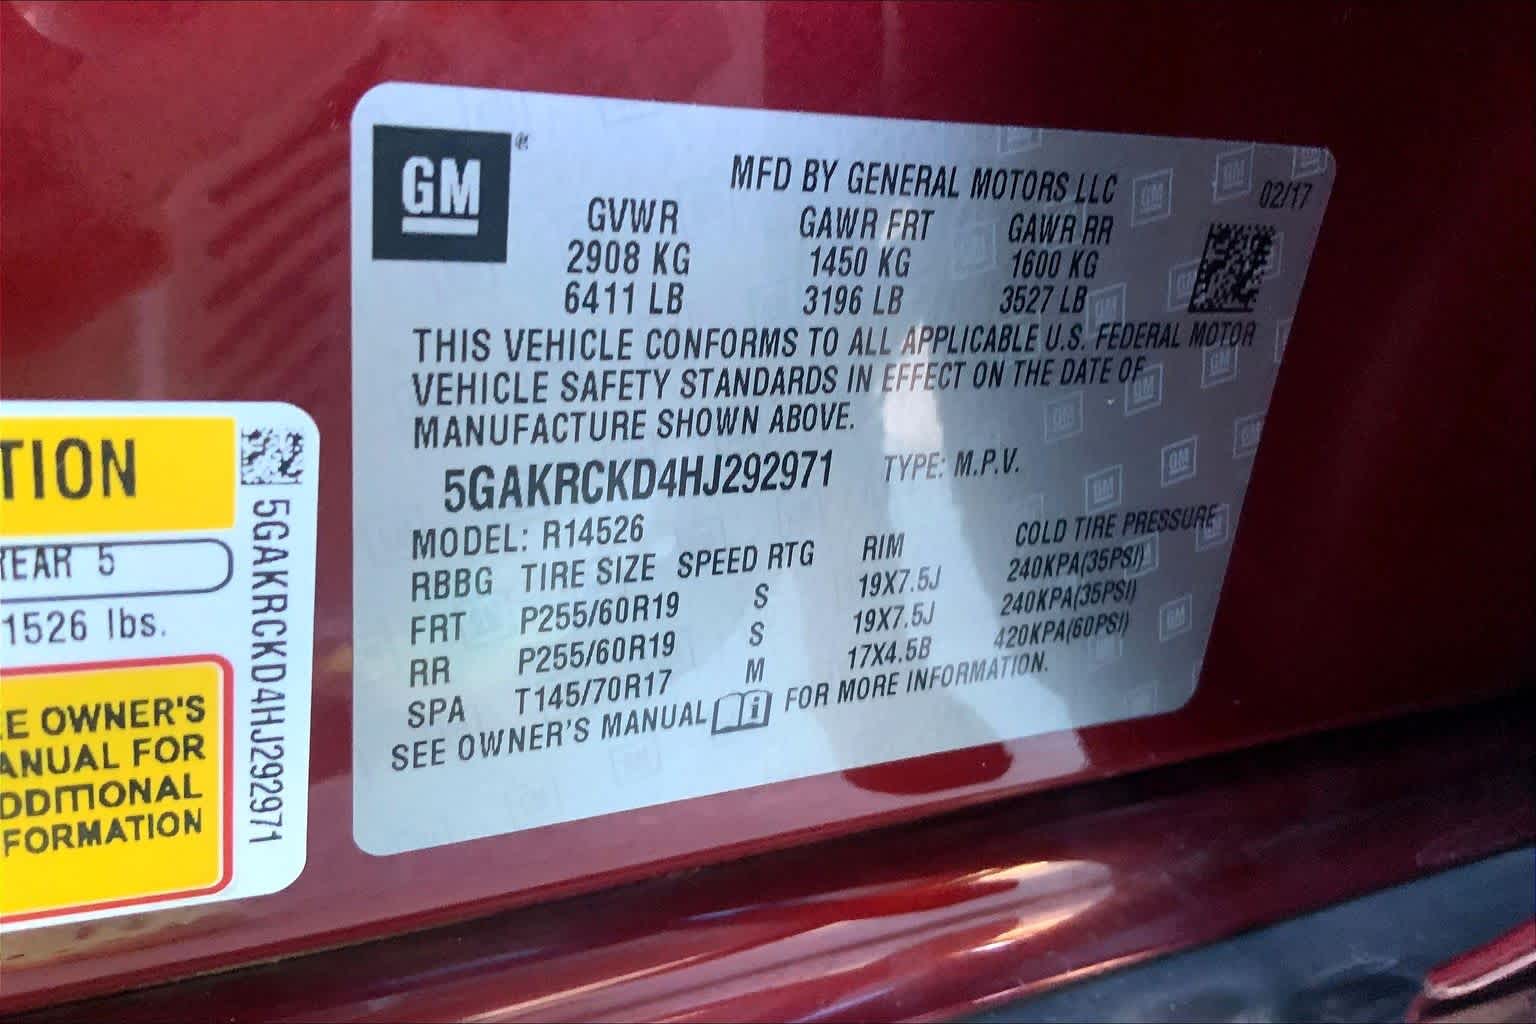 GM
MFD BY GENERAL MOTORS LLC
02/17
GVWR GAWR FRT GAWR RR
2908 KG 1450 KG 1600 KG
6411 LB 3196 LB 3527 LB
THIS VEHICLE CONFORMS TO ALL APPLICABLE U.S. FEDERAL MOTOR
VEHICLE SAFETY STANDARDS IN EFFECT ON THE DATE OF
MANUFACTURE SHOWN ABOVE.
5GAKRCKD4HJ292971 TYPE: M.P.V.
MODEL: R14526
RBBG TIRE SIZE SPEED RTG RIM COLD TIRE PRESSURE
FRT P255/60R19 S 19X7.5J 240KPA(35PSI)
RR P255/60R19 S 19X7.5J 240KPA(35PSI)
SPA T145/70R17 M 17X4.5B 420KPA(60PSI)
SEE OWNER'S MANUAL FOR MORE INFORMATION.
TION
REAR 5
1526 lbs.
EE OWNER'S
ANUAL FOR
DDITIONAL
FORMATION
5GAKRCKD4HJ292971